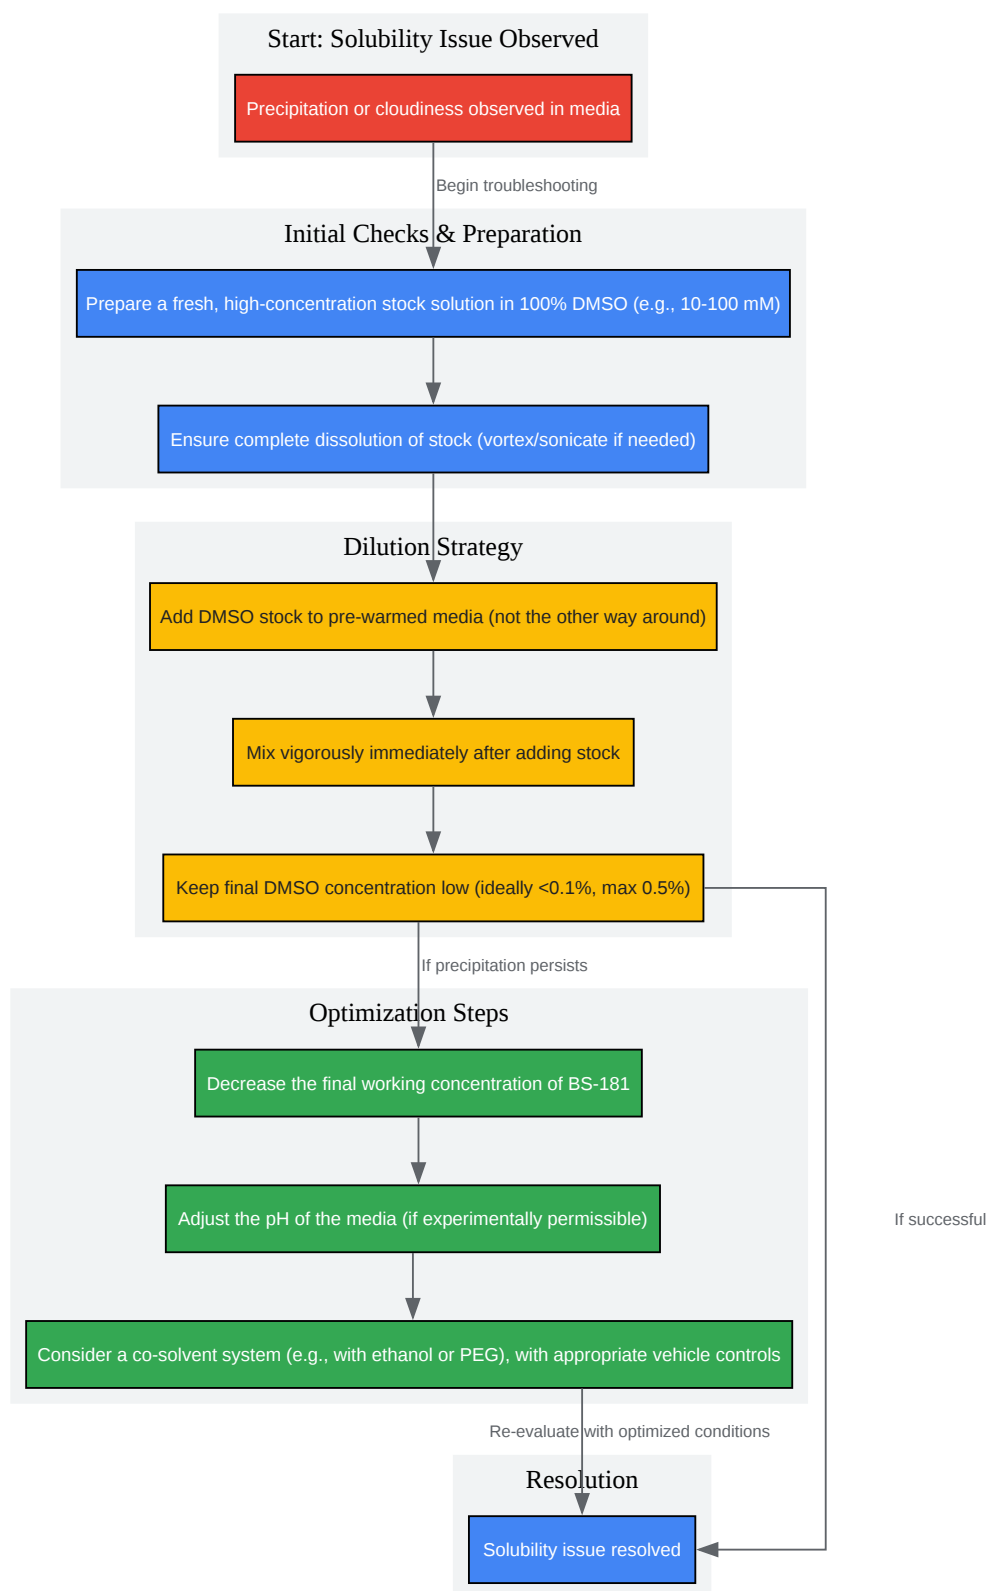 Start: Solubility Issue Observed
Precipitation or cloudiness observed in media
Begin troubleshooting
Initial Checks & Preparation
Prepare a fresh, high-concentration stock solution in 100% DMSO (e.g., 10-100 mM)
Ensure complete dissolution of stock (vortex/sonicate if needed)
Dilution Strategy
Add DMSO stock to pre-warmed media (not the other way around)
Mix vigorously immediately after adding stock
Keep final DMSO concentration low (ideally <0.1%, max 0.5%)
If precipitation persists
Optimization Steps
Decrease the final working concentration of BS-181
Adjust the pH of the media (if experimentally permissible)
If successful
Consider a co-solvent system (e.g., with ethanol or PEG), with appropriate vehicle controls
Re-evaluate with optimized conditions
Resolution
Solubility issue resolved